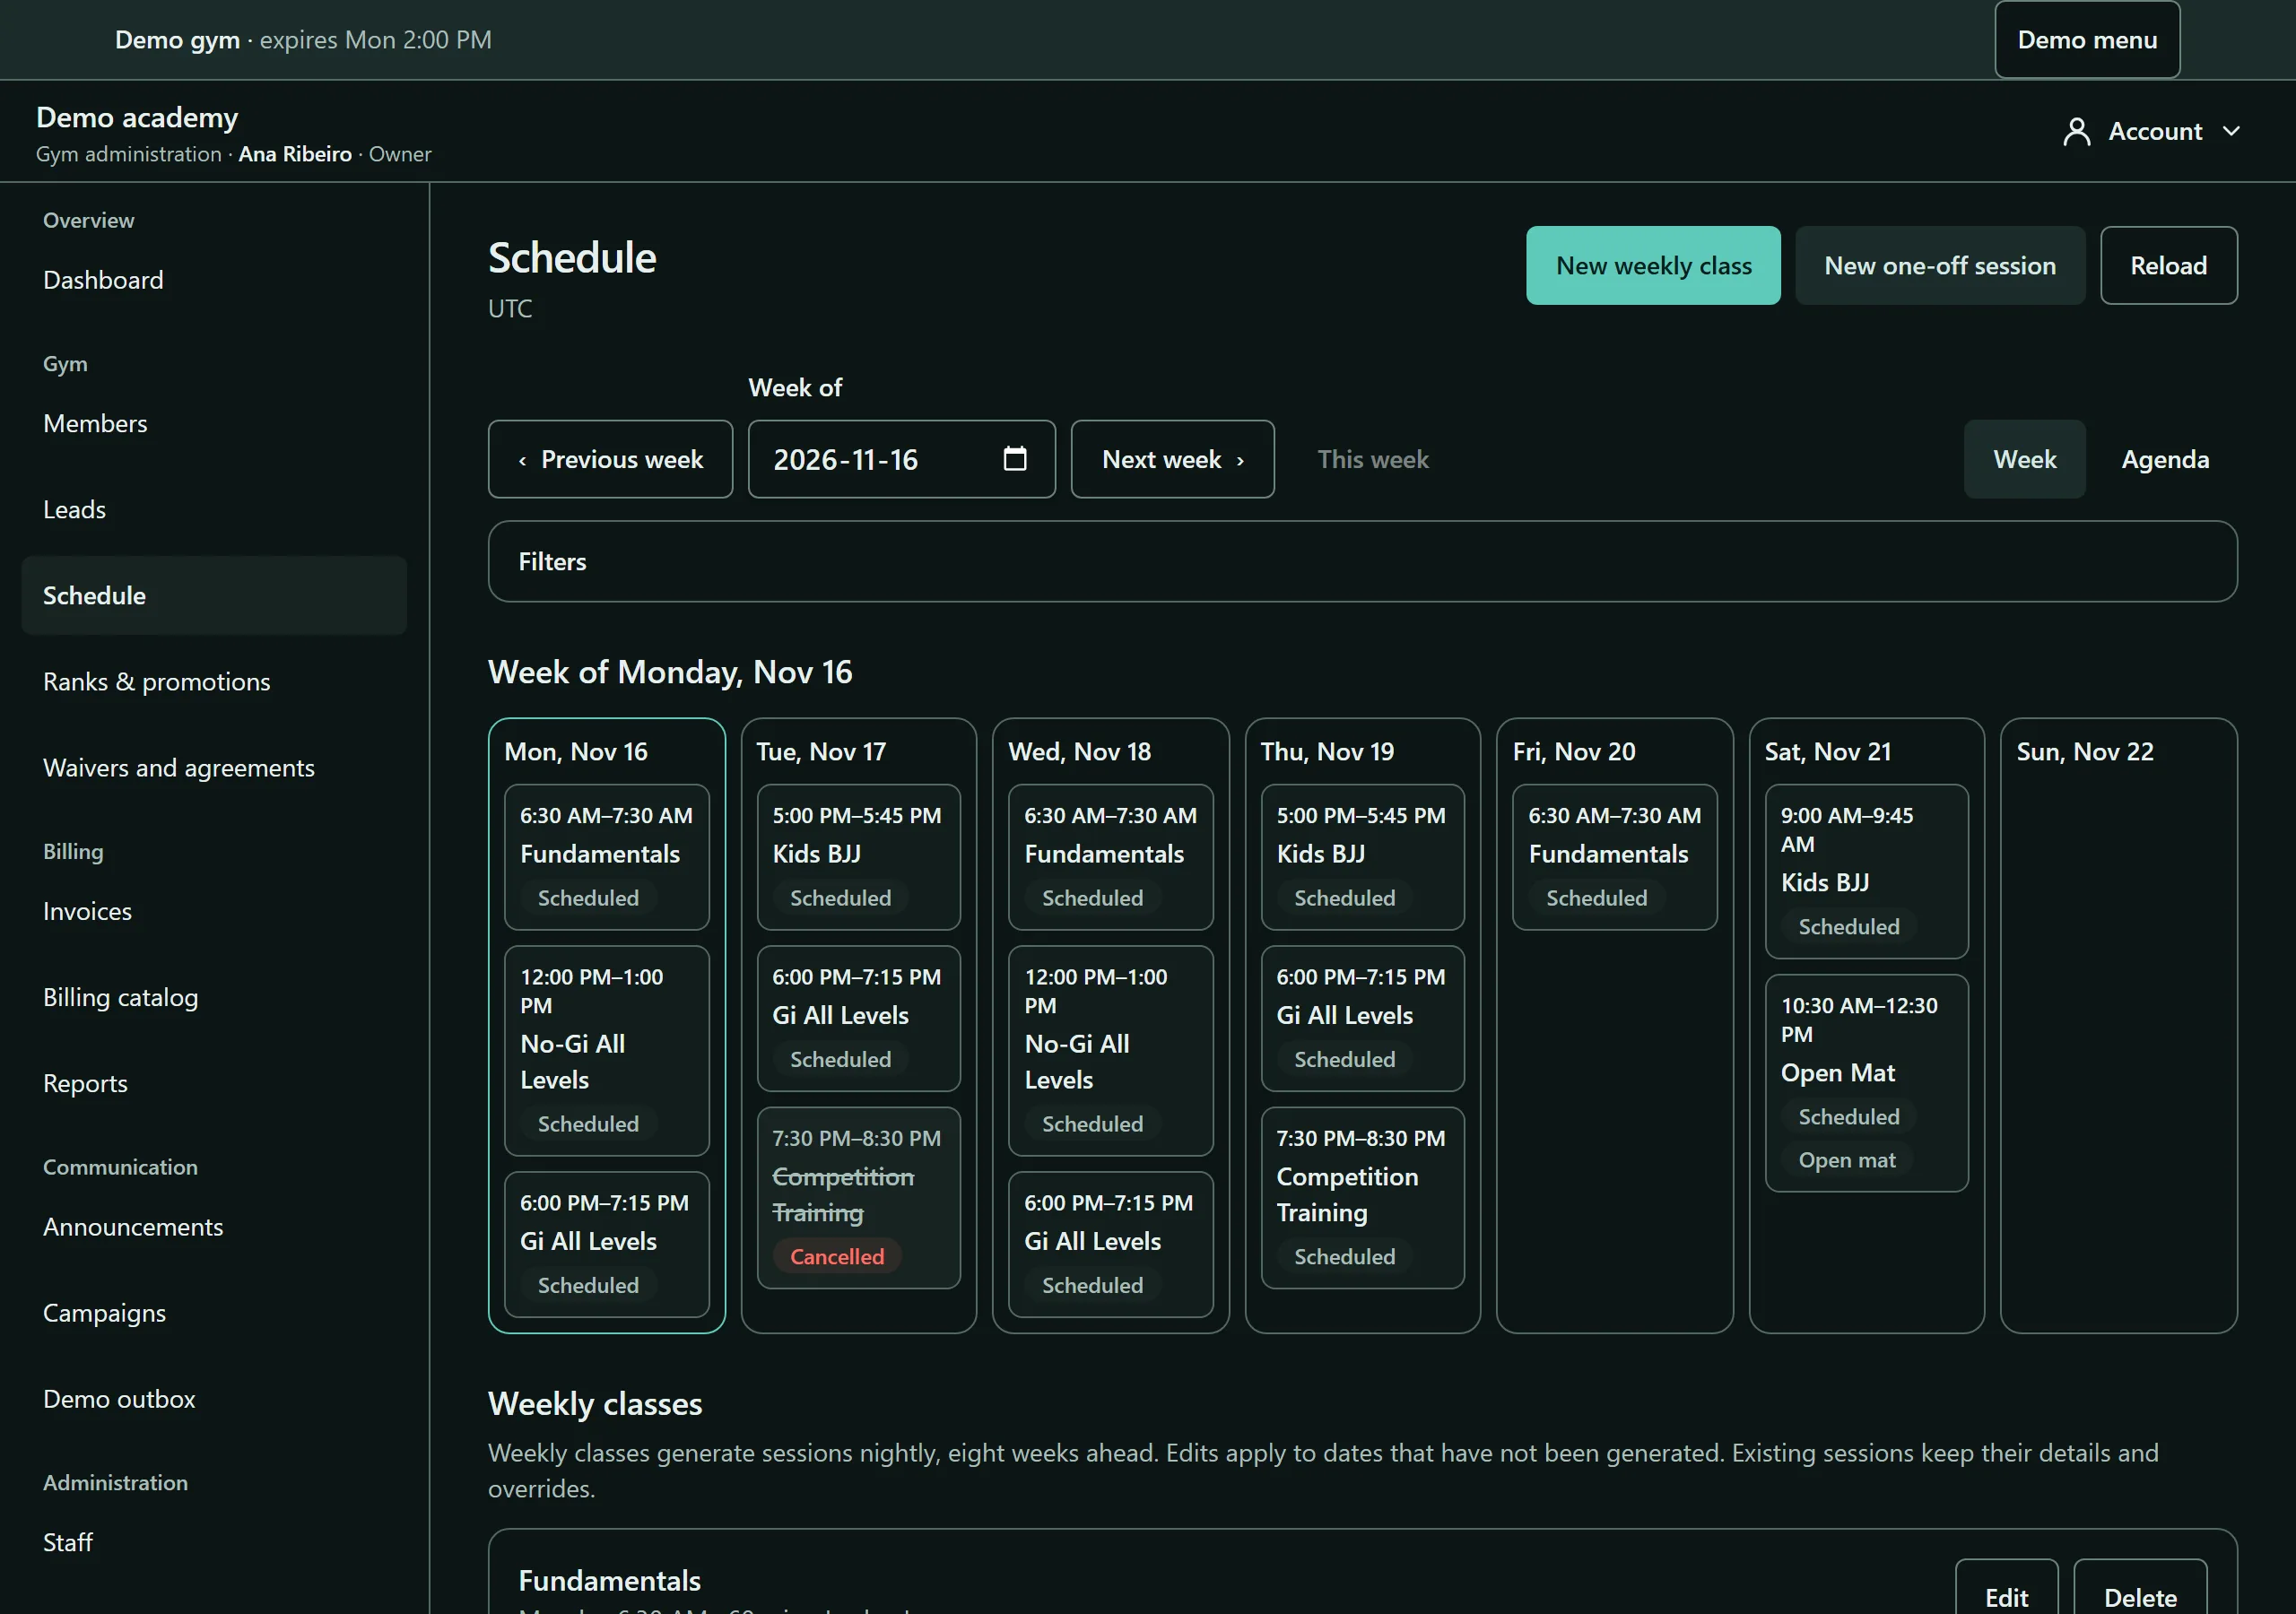 Demo gym · expires Mon 2:00 PM
Demo menu
Demo academy
Gym administration · Ana Ribeiro · Owner
Account
Overview
Dashboard
Gym
Members
Leads
Schedule
Ranks & promotions
Waivers and agreements
Billing
Invoices
Billing catalog
Reports
Communication
Announcements
Campaigns
Demo outbox
Administration
Staff
Schedule
UTC
New weekly class
New one-off session
Reload
Week of
‹ Previous week
2026-11-16
Next week ›
This week
Week
Agenda
Filters
Week of Monday, Nov 16
Mon, Nov 16
6:30 AM–7:30 AM
Fundamentals
Scheduled
12:00 PM–1:00
PM
No-Gi All
Levels
Scheduled
6:00 PM–7:15 PM
Gi All Levels
Scheduled
Tue, Nov 17
5:00 PM–5:45 PM
Kids BJJ
Scheduled
6:00 PM–7:15 PM
Gi All Levels
Scheduled
7:30 PM–8:30 PM
Competition
Training
Cancelled
Wed, Nov 18
6:30 AM–7:30 AM
Fundamentals
Scheduled
12:00 PM–1:00
PM
No-Gi All
Levels
Scheduled
6:00 PM–7:15 PM
Gi All Levels
Scheduled
Thu, Nov 19
5:00 PM–5:45 PM
Kids BJJ
Scheduled
6:00 PM–7:15 PM
Gi All Levels
Scheduled
7:30 PM–8:30 PM
Competition
Training
Scheduled
Fri, Nov 20
6:30 AM–7:30 AM
Fundamentals
Scheduled
Sat, Nov 21
9:00 AM–9:45
AM
Kids BJJ
Scheduled
10:30 AM–12:30
PM
Open Mat
Scheduled
Open mat
Sun, Nov 22
Weekly classes
Weekly classes generate sessions nightly, eight weeks ahead. Edits apply to dates that have not been generated. Existing sessions keep their details and
overrides.
Fundamentals
Edit
Delete